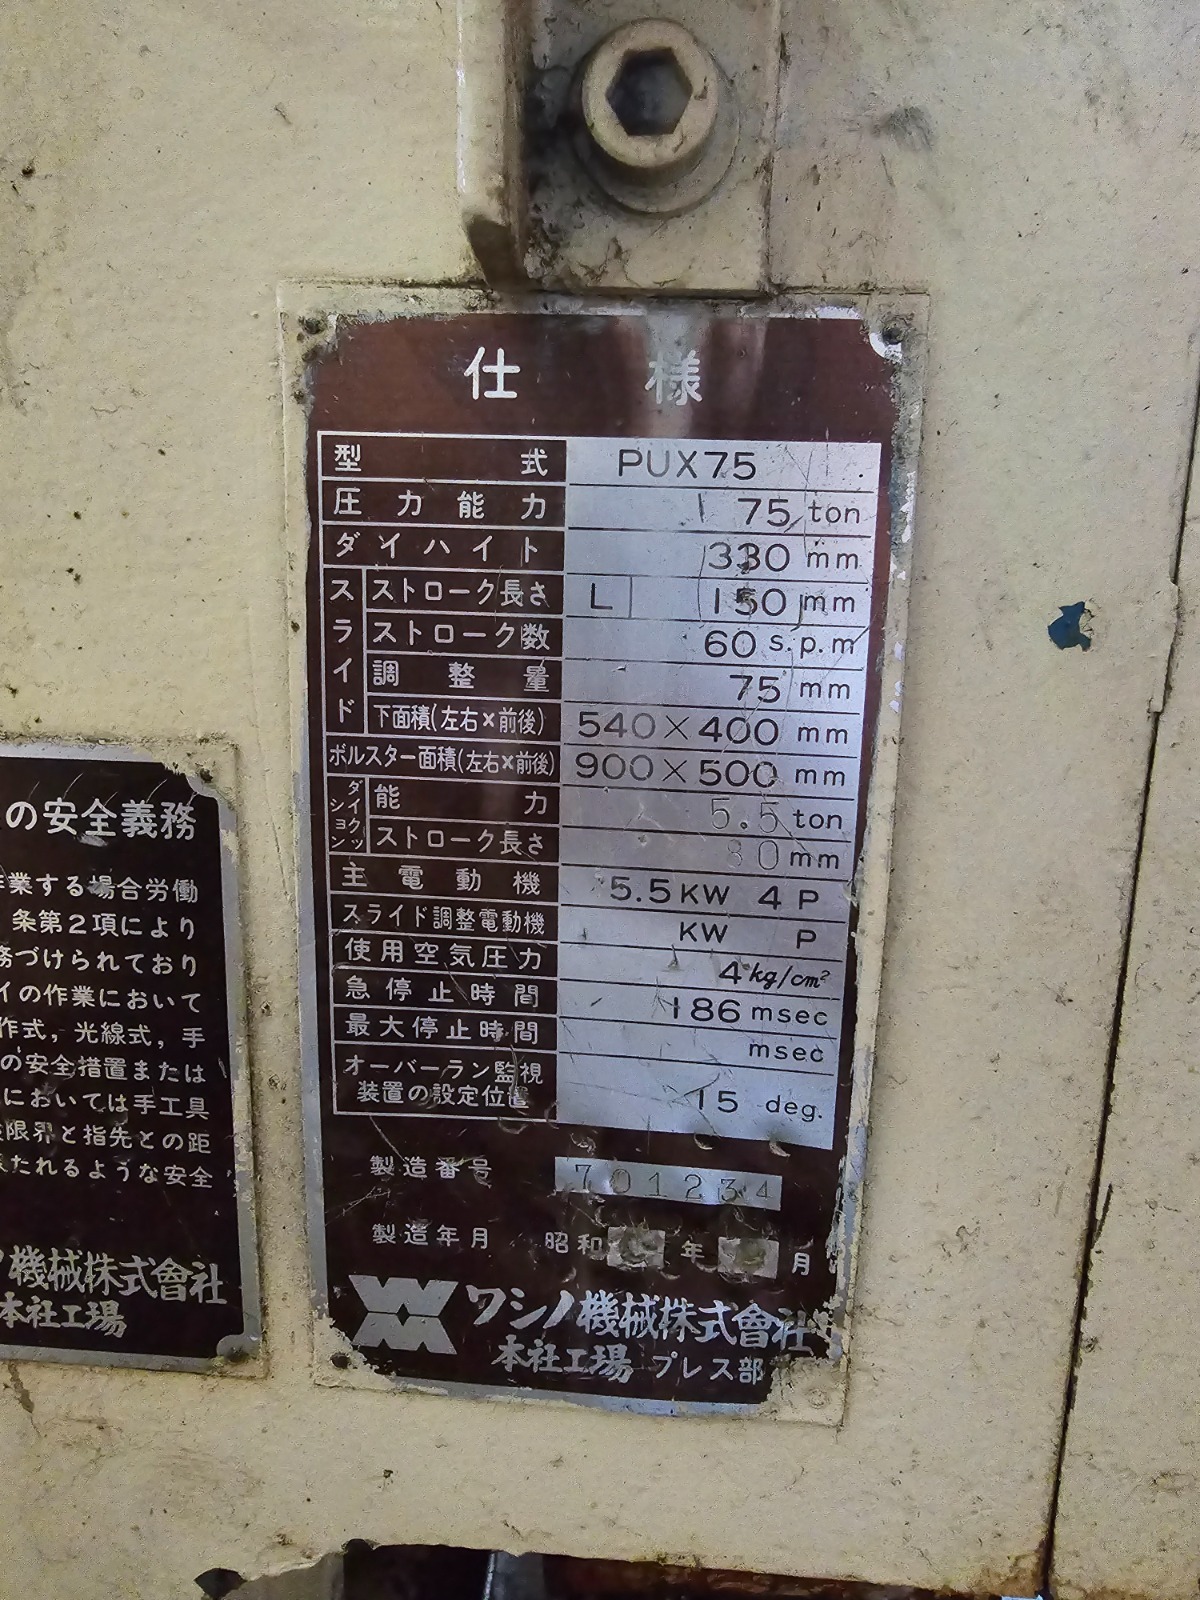 仕様
型式 PUX75
圧力能力 75 ton
ダイハイト 330 mm
スライド
ストローク長さ L 150 mm
ストローク数 60 s.p.m
調整量 75 mm
下面積(左右×前後) 540×400 mm
ボルスター面積(左右×前後) 900×500 mm
ダイクッション
能力 5.5 ton
ストローク長さ 80 mm
主電動機 5.5 KW 4 P
スライド調整電動機 KW P
使用空気圧力 4 kg/cm²
急停止時間 186 msec
最大停止時間 msec
オーバーラン監視
装置の設定位置 15 deg.
製造番号 701234
製造年月 昭和 年 月
ワシノ機械株式會社
本社工場 プレス部
の安全義務
業する場合労働
条第2項により
務づけられており
イの作業において
作式,光線式,手
の安全措置または
においては手工具
限界と指先との距
たれるような安全
ノ機械株式會社
本社工場